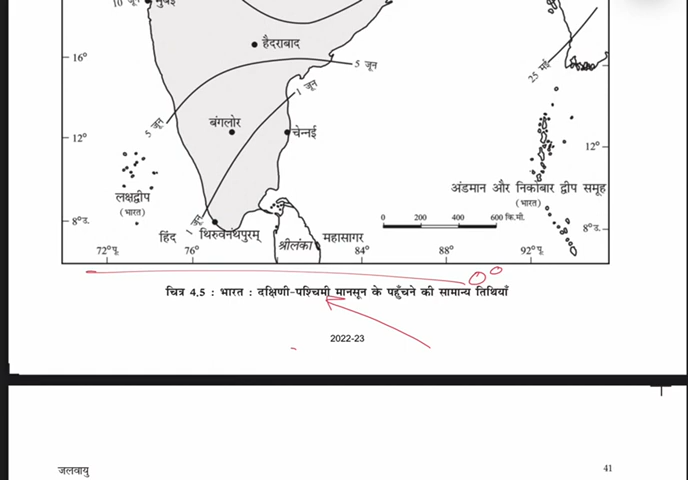 10 जून मुंबई
हैदराबाद
16°
5 जून
25 मई
1 जून
5 जून
बंगलोर
चेन्नई
12°
12°
लक्षद्वीप
(भारत)
अंडमान और निकोबार द्वीप समूह
(भारत)
0 200 400 600 कि.मी.
8°उ.
8°उ.
1 जून
थिरुवनंथपुरम्
हिंद
श्रीलंका
महासागर
72°पू.
76°
84°
88°
92°पू.
चित्र 4.5 : भारत : दक्षिणी-पश्चिमी मानसून के पहुँचने की सामान्य तिथियाँ
2022-23
जलवायु
41